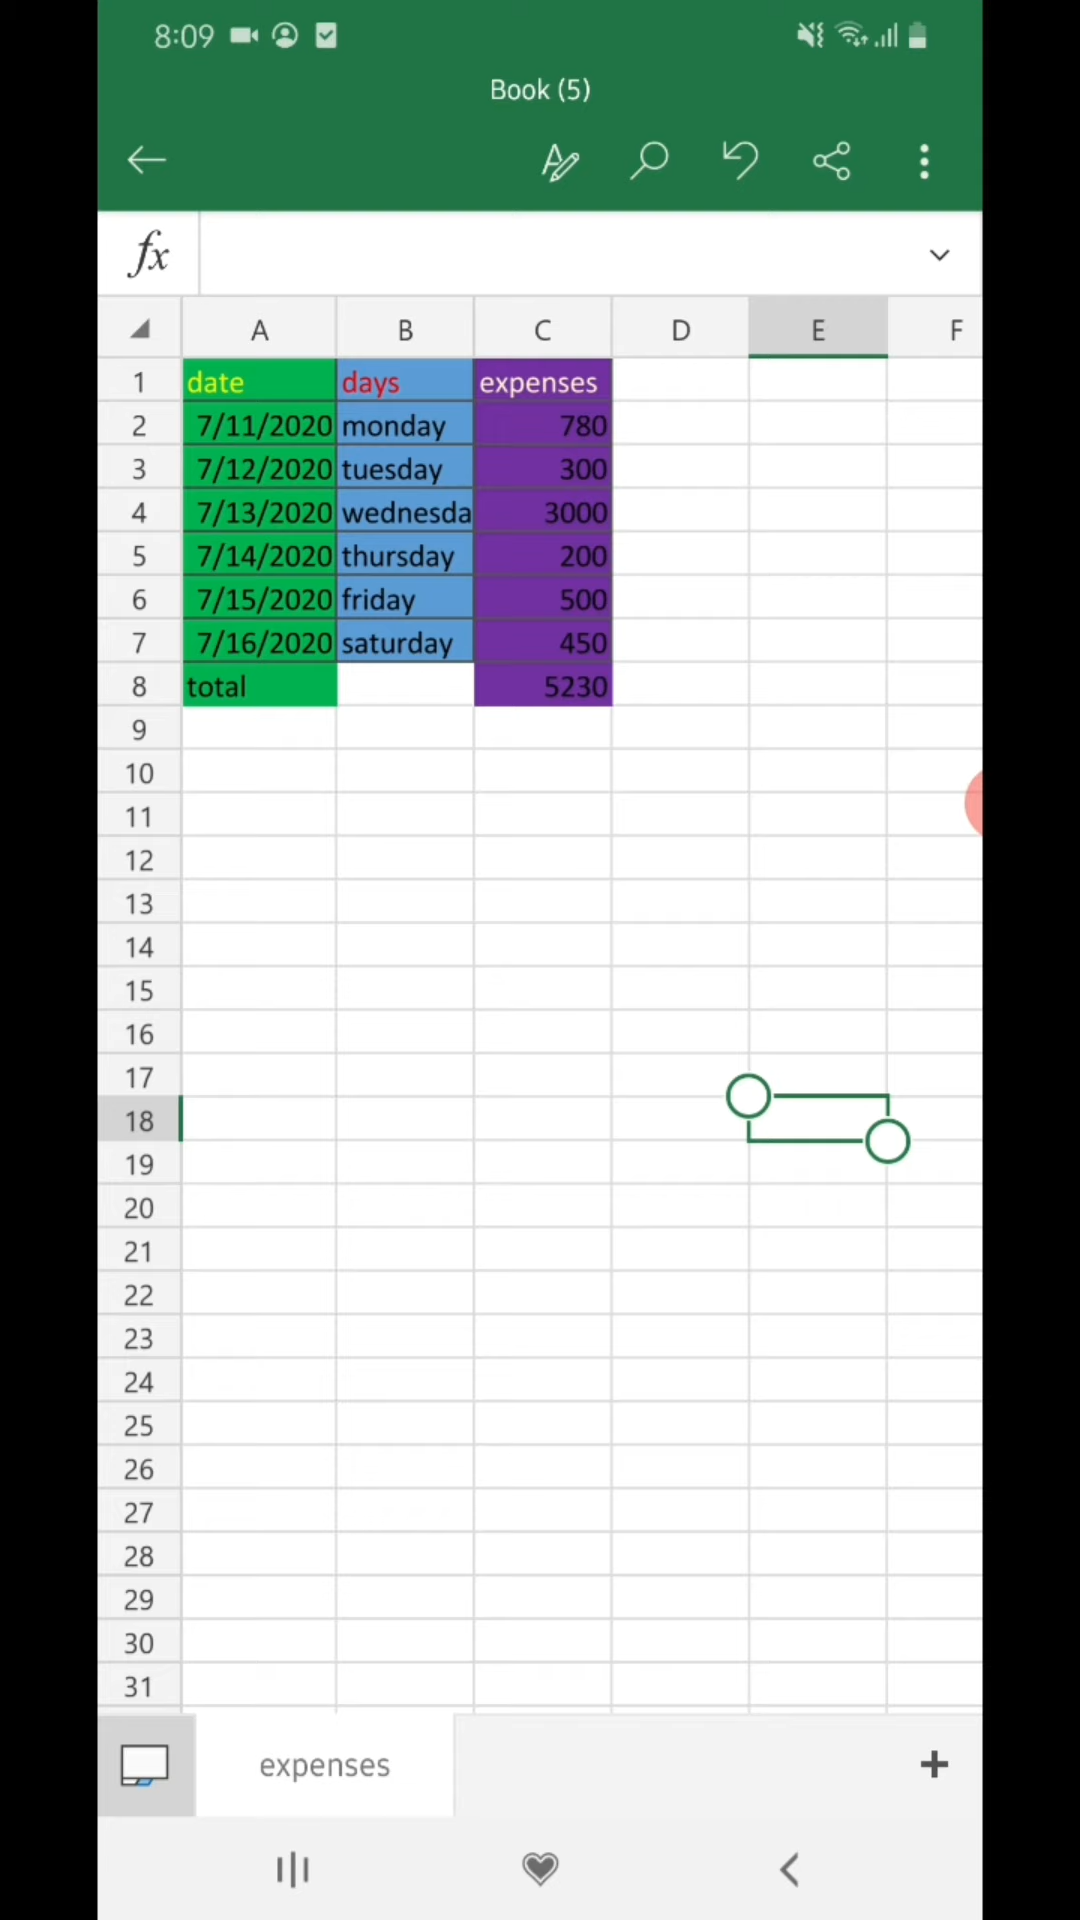 8:09
Book (5)
fx
A B C D E F
1 date days expenses
2 7/11/2020 monday 780
3 7/12/2020 tuesday 300
4 7/13/2020 wednesda 3000
5 7/14/2020 thursday 200
6 7/15/2020 friday 500
7 7/16/2020 saturday 450
8 total 5230
9
10
11
12
13
14
15
16
17
18
19
20
21
22
23
24
25
26
27
28
29
30
31
expenses